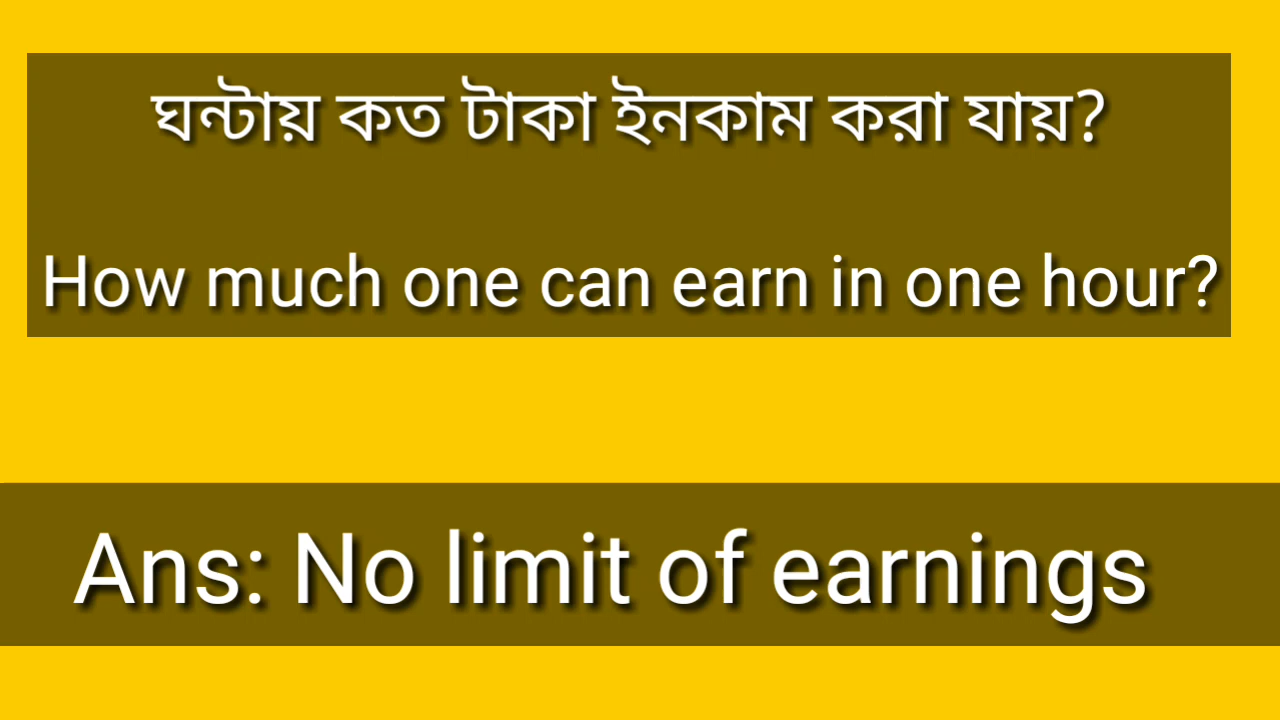 ঘন্টায় কত টাকা ইনকাম করা যায়?
How much one can earn in one hour?
Ans: No limit of earnings